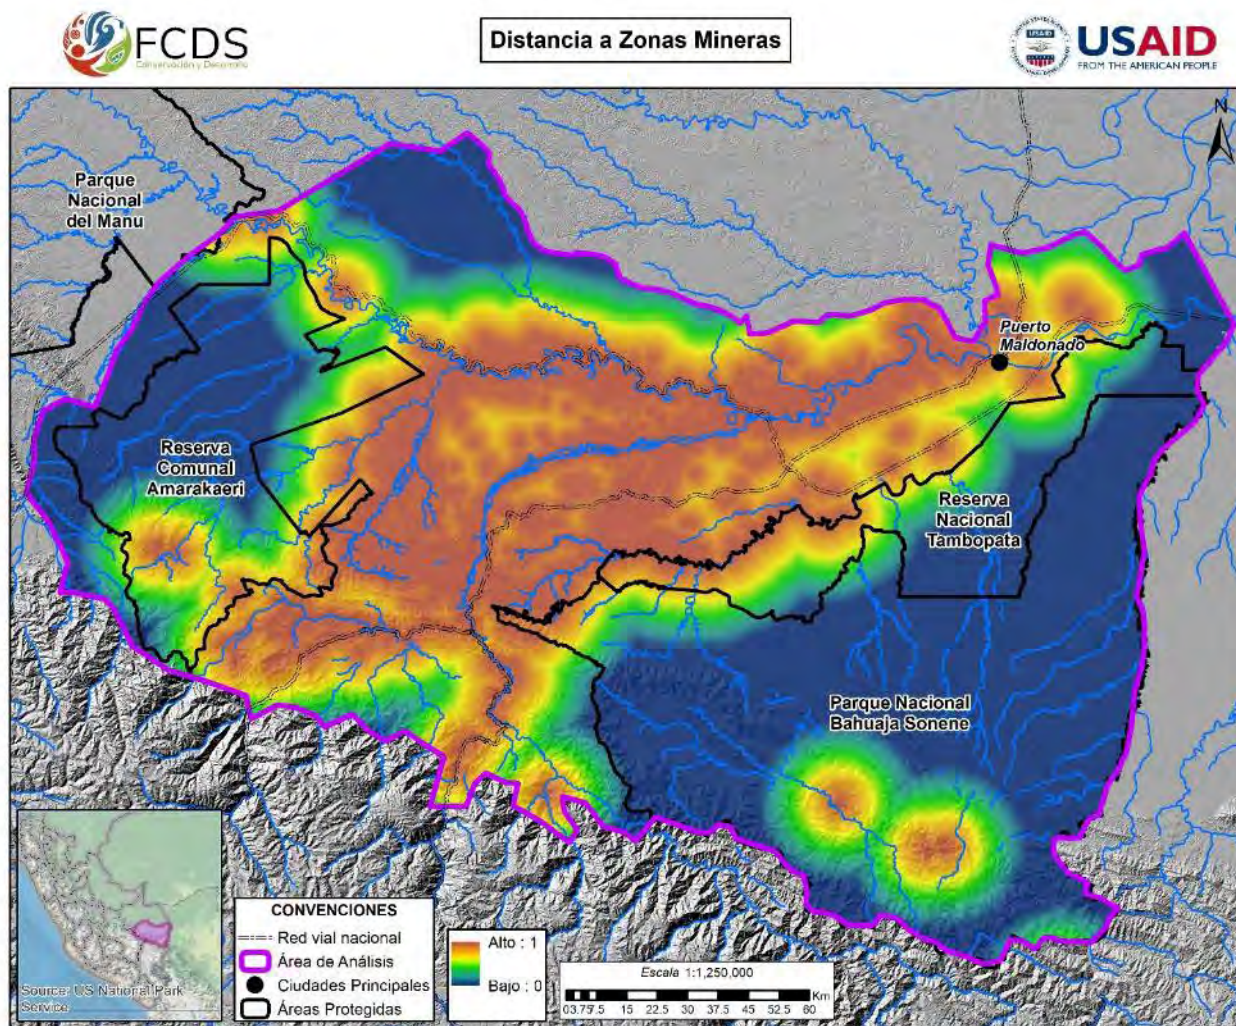 FCDS
Conservación y Desarrollo
Distancia a Zonas Mineras
USAID
FROM THE AMERICAN PEOPLE
N
Parque
Nacional
del Manu
Puerto
Maldonado
Reserva
Comunal
Amarakaeri
Reserva
Nacional
Tambopata
Parque Nacional
Bahuaja Sonene
Source: US National Park
Service
CONVENCIONES
Red vial nacional
Área de Análisis
Ciudades Principales
Áreas Protegidas
Alto : 1
Bajo : 0
Escala 1:1,250,000
Km
03.757.5 15 22.5 30 37.5 45 52.5 60